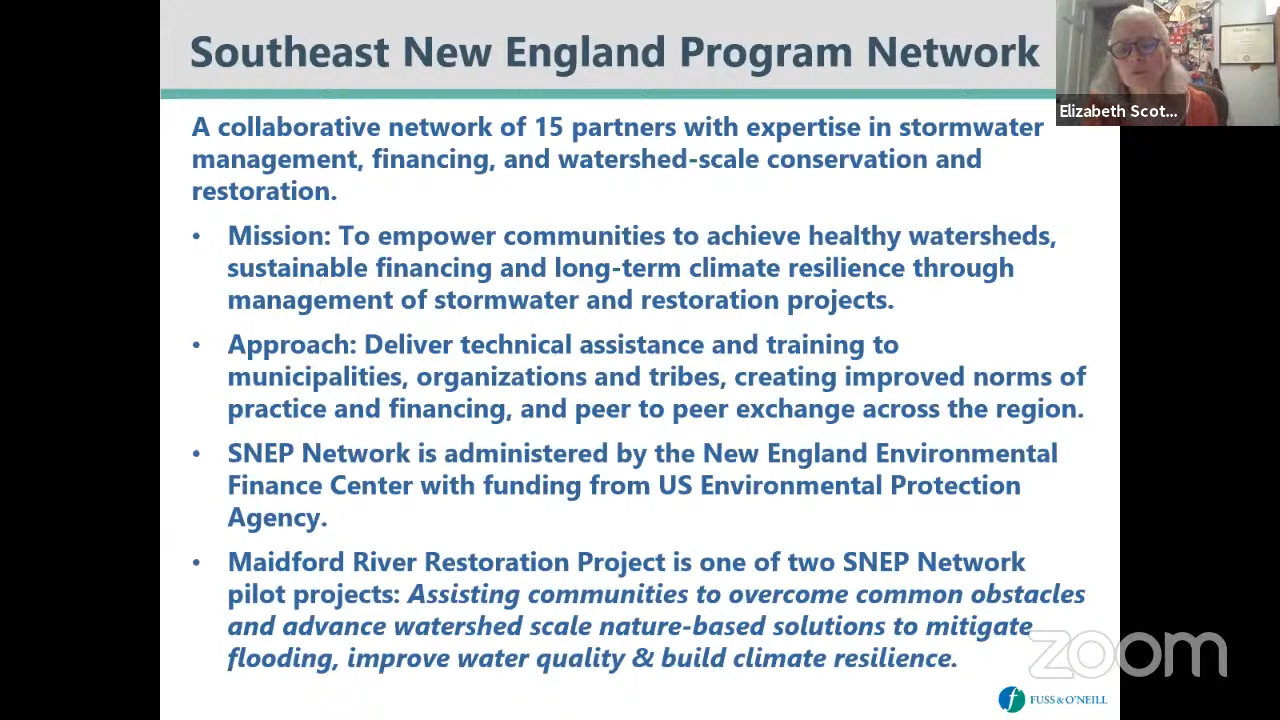 Southeast New England Program Network
Elizabeth Scot...
A collaborative network of 15 partners with expertise in stormwater
management, financing, and watershed-scale conservation and
restoration.
• Mission: To empower communities to achieve healthy watersheds,
sustainable financing and long-term climate resilience through
management of stormwater and restoration projects.
• Approach: Deliver technical assistance and training to
municipalities, organizations and tribes, creating improved norms of
practice and financing, and peer to peer exchange across the region.
• SNEP Network is administered by the New England Environmental
Finance Center with funding from US Environmental Protection
Agency.
• Maidford River Restoration Project is one of two SNEP Network
pilot projects: Assisting communities to overcome common obstacles
and advance watershed scale nature-based solutions to mitigate
flooding, improve water quality & build climate resilience.
zoom
FUSS & O'NEILL